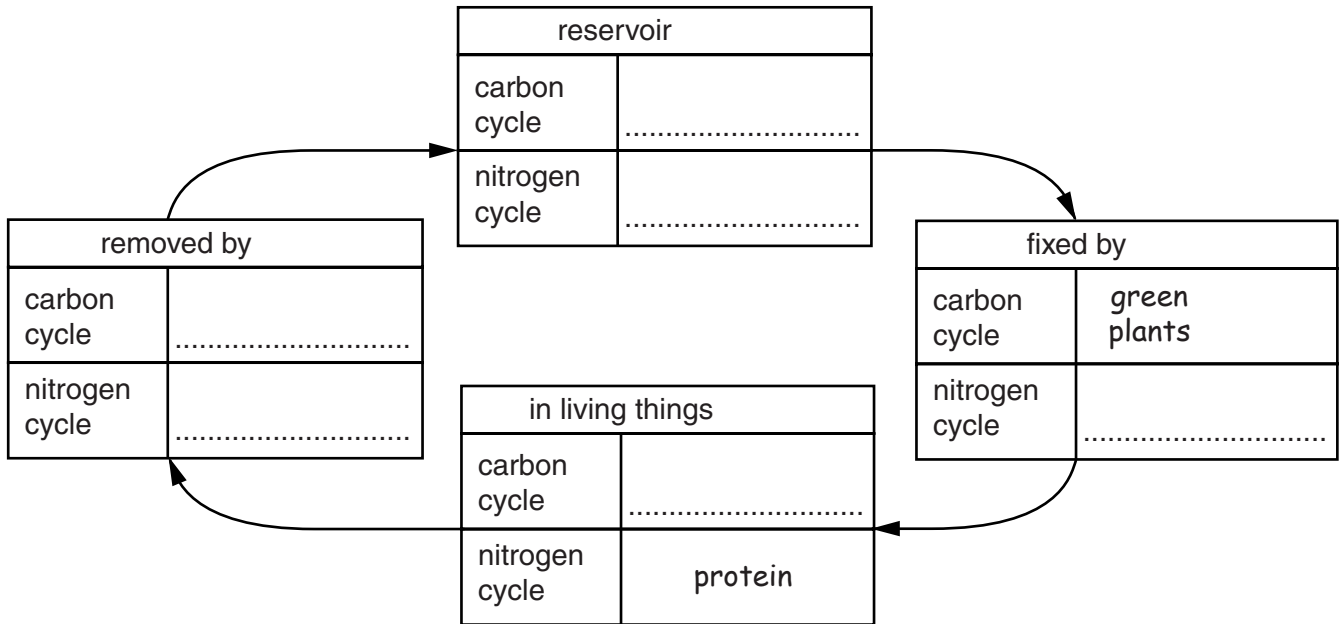 reservoir
carbon
cycle
............................
nitrogen
cycle
............................
removed by
carbon
cycle
............................
nitrogen
cycle
............................
fixed by
carbon
cycle
green
plants
nitrogen
cycle
.............................
in living things
carbon
cycle
............................
nitrogen
cycle
protein